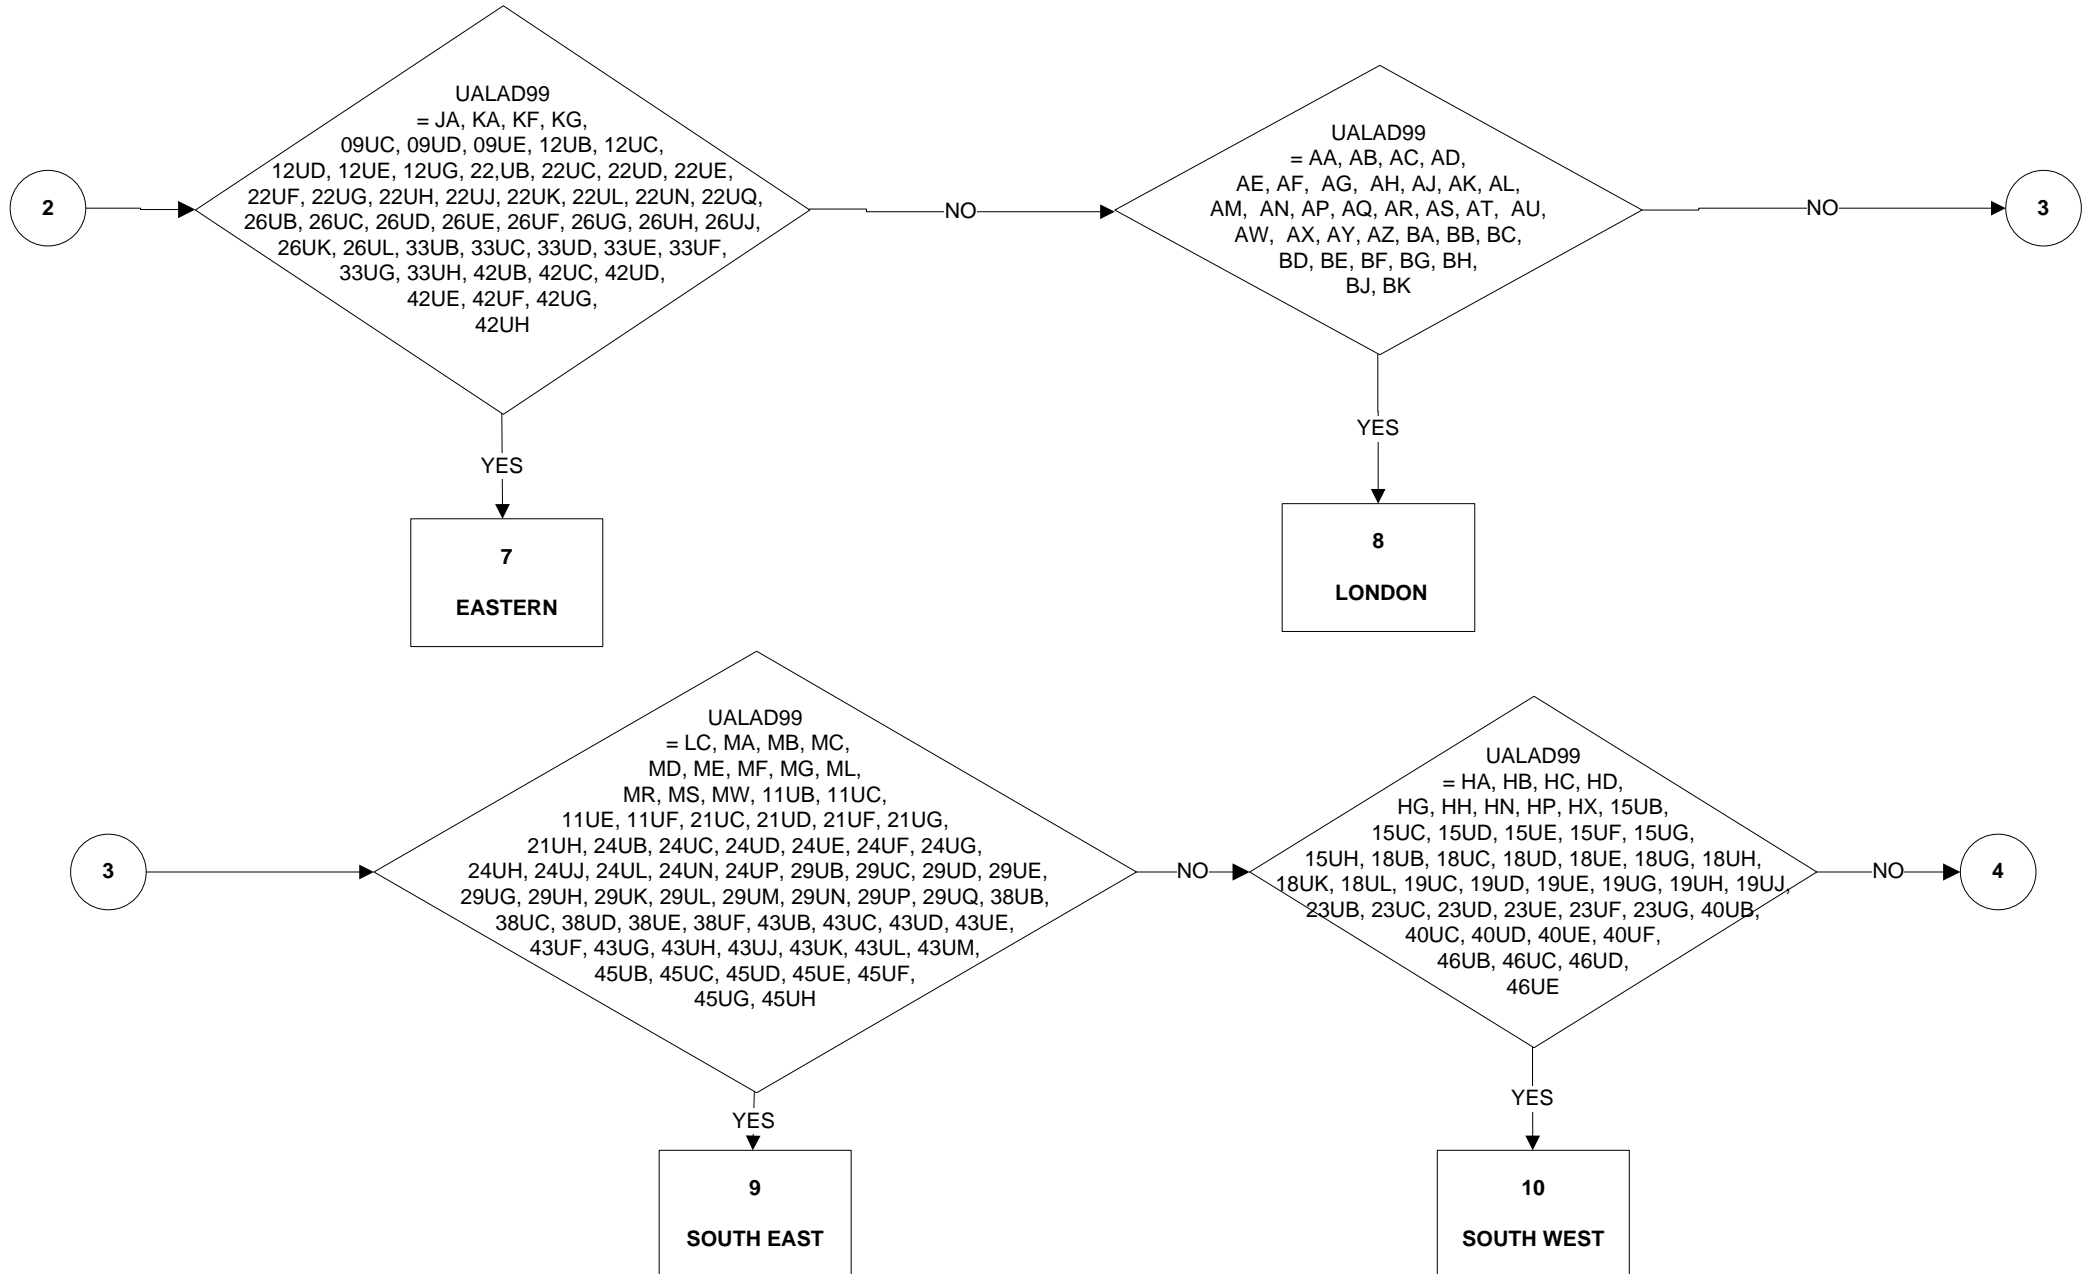 2
UALAD99
= JA, KA, KF, KG,
09UC, 09UD, 09UE, 12UB, 12UC,
12UD, 12UE, 12UG, 22,UB, 22UC, 22UD, 22UE,
22UF, 22UG, 22UH, 22UJ, 22UK, 22UL, 22UN, 22UQ,
26UB, 26UC, 26UD, 26UE, 26UF, 26UG, 26UH, 26UJ,
26UK, 26UL, 33UB, 33UC, 33UD, 33UE, 33UF,
33UG, 33UH, 42UB, 42UC, 42UD,
42UE, 42UF, 42UG,
42UH
NO
UALAD99
= AA, AB, AC, AD,
AE, AF, AG, AH, AJ, AK, AL,
AM, AN, AP, AQ, AR, AS, AT, AU,
AW, AX, AY, AZ, BA, BB, BC,
BD, BE, BF, BG, BH,
BJ, BK
NO
3
YES
YES
7
EASTERN
8
LONDON
3
UALAD99
= LC, MA, MB, MC,
MD, ME, MF, MG, ML,
MR, MS, MW, 11UB, 11UC,
11UE, 11UF, 21UC, 21UD, 21UF, 21UG,
21UH, 24UB, 24UC, 24UD, 24UE, 24UF, 24UG,
24UH, 24UJ, 24UL, 24UN, 24UP, 29UB, 29UC, 29UD, 29UE,
29UG, 29UH, 29UK, 29UL, 29UM, 29UN, 29UP, 29UQ, 38UB,
38UC, 38UD, 38UE, 38UF, 43UB, 43UC, 43UD, 43UE,
43UF, 43UG, 43UH, 43UJ, 43UK, 43UL, 43UM,
45UB, 45UC, 45UD, 45UE, 45UF,
45UG, 45UH
NO
UALAD99
= HA, HB, HC, HD,
HG, HH, HN, HP, HX, 15UB,
15UC, 15UD, 15UE, 15UF, 15UG,
15UH, 18UB, 18UC, 18UD, 18UE, 18UG, 18UH,
18UK, 18UL, 19UC, 19UD, 19UE, 19UG, 19UH, 19UJ,
23UB, 23UC, 23UD, 23UE, 23UF, 23UG, 40UB,
40UC, 40UD, 40UE, 40UF,
46UB, 46UC, 46UD,
46UE
NO
4
YES
YES
9
SOUTH EAST
10
SOUTH WEST